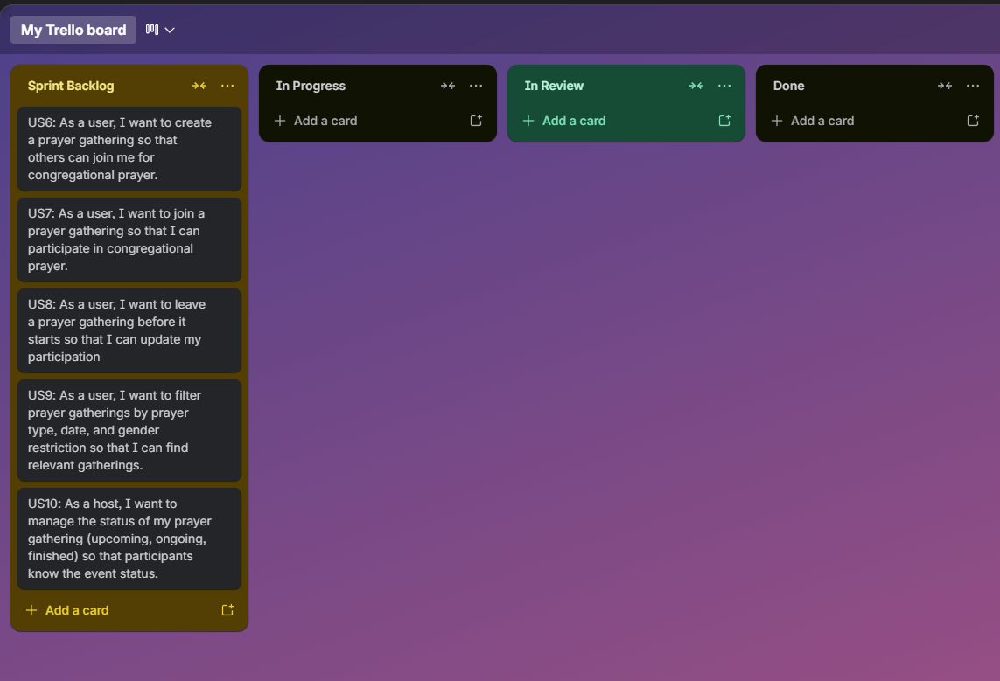 My Trello board
Sprint Backlog
US6: As a user, I want to create
a prayer gathering so that
others can join me for
congregational prayer.
US7: As a user, I want to join a
prayer gathering so that I can
participate in congregational
prayer.
US8: As a user, I want to leave
a prayer gathering before it
starts so that I can update my
participation
US9: As a user, I want to filter
prayer gatherings by prayer
type, date, and gender
restriction so that I can find
relevant gatherings.
US10: As a host, I want to
manage the status of my prayer
gathering (upcoming, ongoing,
finished) so that participants
know the event status.
Add a card
In Progress
Add a card
In Review
Add a card
Done
Add a card